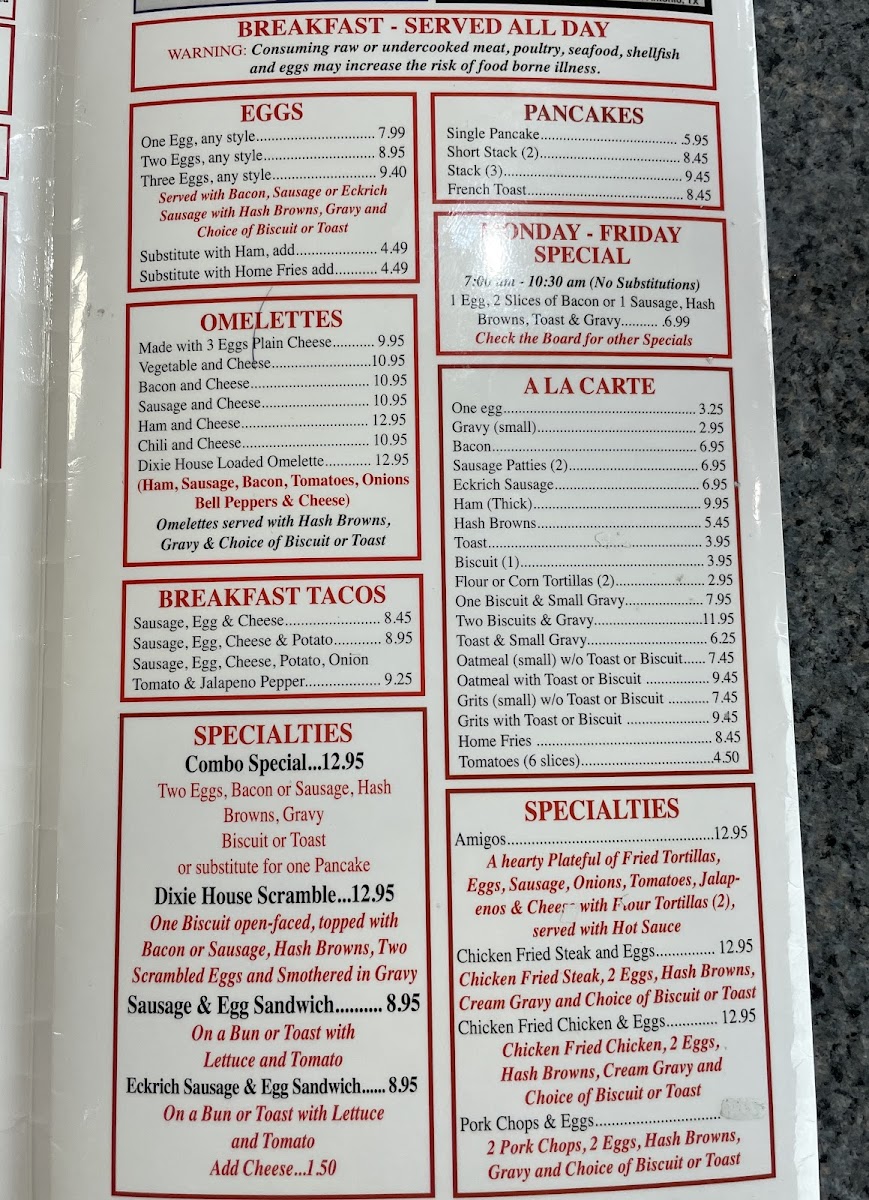 BREAKFAST - SERVED ALL DAY
WARNING: Consuming raw or undercooked meat, poultry, seafood, shellfish
and eggs may increase the risk of food borne illness.
EGGS
One Egg, any style.............................. 7.99
Two Eggs, any style............................ 8.95
Three Eggs, any style.......................... 9.40
Served with Bacon, Sausage or Eckrich
Sausage with Hash Browns, Gravy and
Choice of Biscuit or Toast
Substitute with Ham, add.................... 4.49
Substitute with Home Fries add........... 4.49
OMELETTES
Made with 3 Eggs Plain Cheese........... 9.95
Vegetable and Cheese.........................10.95
Bacon and Cheese.............................. 10.95
Sausage and Cheese........................... 10.95
Ham and Cheese................................ 12.95
Chili and Cheese................................. 10.95
Dixie House Loaded Omelette............ 12.95
(Ham, Sausage, Bacon, Tomatoes, Onions
Bell Peppers & Cheese)
Omelettes served with Hash Browns,
Gravy & Choice of Biscuit or Toast
BREAKFAST TACOS
Sausage, Egg & Cheese........................ 8.45
Sausage, Egg, Cheese & Potato............ 8.95
Sausage, Egg, Cheese, Potato, Onion
Tomato & Jalapeno Pepper................... 9.25
SPECIALTIES
Combo Special...12.95
Two Eggs, Bacon or Sausage, Hash
Browns, Gravy
Biscuit or Toast
or substitute for one Pancake
Dixie House Scramble...12.95
One Biscuit open-faced, topped with
Bacon or Sausage, Hash Browns, Two
Scrambled Eggs and Smothered in Gravy
Sausage & Egg Sandwich.......... 8.95
On a Bun or Toast with
Lettuce and Tomato
Eckrich Sausage & Egg Sandwich...... 8.95
On a Bun or Toast with Lettuce
and Tomato
Add Cheese...1.50
PANCAKES
Single Pancake.................................. .5.95
Short Stack (2)................................... 8.45
Stack (3)............................................ 9.45
French Toast...................................... 8.45
MONDAY - FRIDAY
SPECIAL
7:00 am - 10:30 am (No Substitutions)
1 Egg, 2 Slices of Bacon or 1 Sausage, Hash
Browns, Toast & Gravy.......... .6.99
Check the Board for other Specials
A LA CARTE
One egg................................................ 3.25
Gravy (small)........................................ 2.95
Bacon.................................................... 6.95
Sausage Patties (2)................................ 6.95
Eckrich Sausage.................................... 6.95
Ham (Thick).......................................... 9.95
Hash Browns......................................... 5.45
Toast...................................................... 3.95
Biscuit (1).............................................. 3.95
Flour or Corn Tortillas (2)...................... 2.95
One Biscuit & Small Gravy.................... 7.95
Two Biscuits & Gravy...........................11.95
Toast & Small Gravy.............................. 6.25
Oatmeal (small) w/o Toast or Biscuit...... 7.45
Oatmeal with Toast or Biscuit ................ 9.45
Grits (small) w/o Toast or Biscuit .......... 7.45
Grits with Toast or Biscuit .................... 9.45
Home Fries ........................................... 8.45
Tomatoes (6 slices).................................4.50
SPECIALTIES
Amigos.................................................12.95
A hearty Plateful of Fried Tortillas,
Eggs, Sausage, Onions, Tomatoes, Jalap-
enos & Cheese with Flour Tortillas (2),
served with Hot Sauce
Chicken Fried Steak and Eggs............... 12.95
Chicken Fried Steak, 2 Eggs, Hash Browns,
Cream Gravy and Choice of Biscuit or Toast
Chicken Fried Chicken & Eggs............. 12.95
Chicken Fried Chicken, 2 Eggs,
Hash Browns, Cream Gravy and
Choice of Biscuit or Toast
Pork Chops & Eggs..............................
2 Pork Chops, 2 Eggs, Hash Browns,
Gravy and Choice of Biscuit or Toast